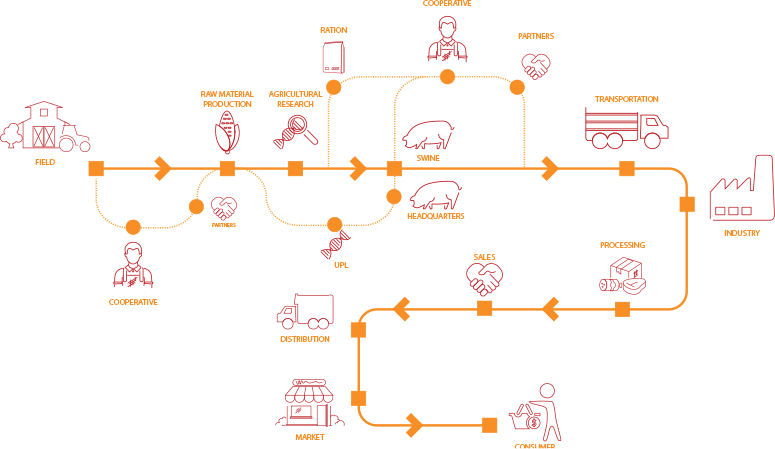 COOPERATIVE
RATION
PARTNERS
RAW MATERIAL
PRODUCTION
AGRICULTURAL
RESEARCH
TRANSPORTATION
FIELD
SWINE
HEADQUARTERS
PARTNERS
INDUSTRY
UPL
COOPERATIVE
PROCESSING
SALES
DISTRIBUTION
MARKET
CONSUMER